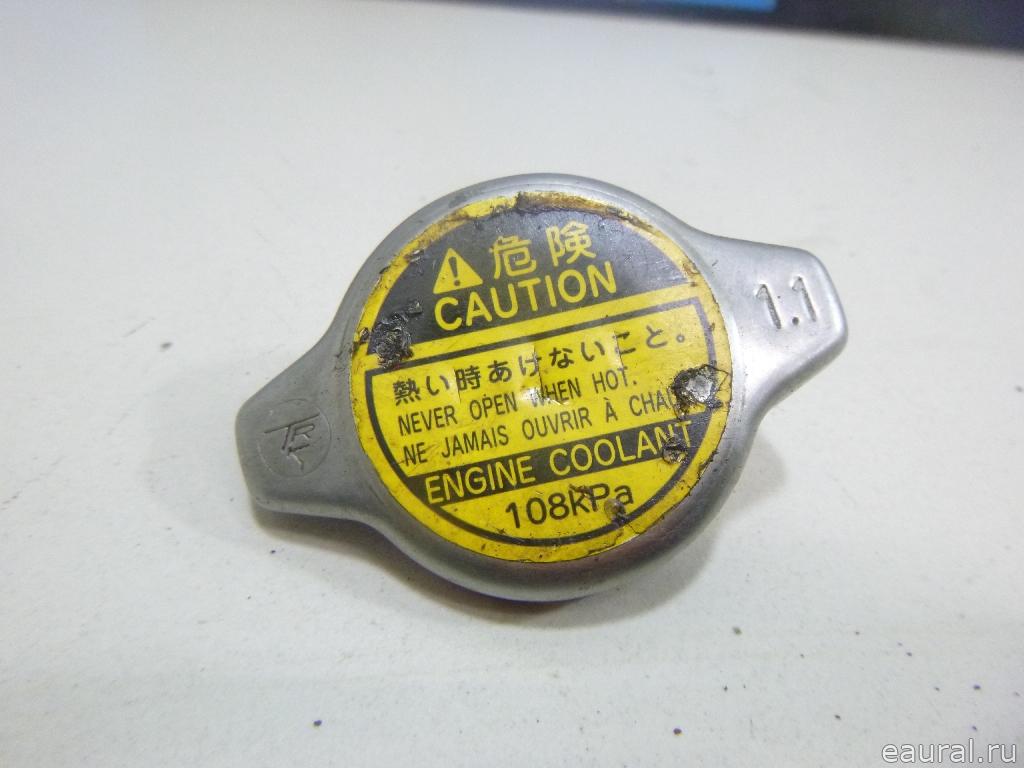 危険
CAUTION
熱い時あけないこと。
NEVER OPEN WHEN HOT.
NE JAMAIS OUVRIR À
ENGINE COOLANT
108kPa
1.1
TR
eaural.ru